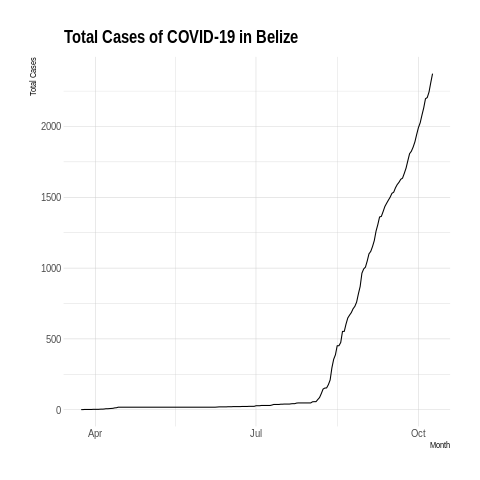 Total Cases of COVID-19 in Belize
Total Cases
2000
1500
1000
500
0
Apr
Jul
Oct
Month